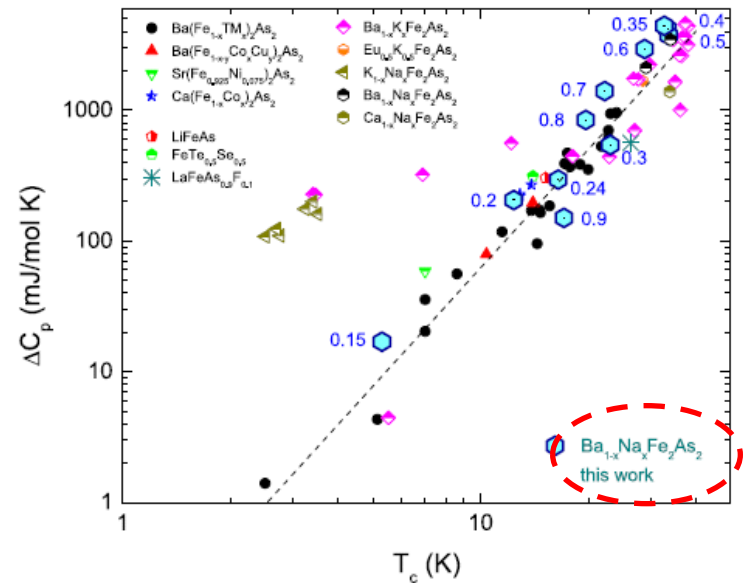 Ba(Fe₁₋ₓTMₓ)₂As₂
Ba(Fe₁₋ₓ₋yCoₓCuy)₂As₂
Sr(Fe₀.₉₂₅Ni₀.₀₇₅)₂As₂
Ca(Fe₁₋ₓCoₓ)₂As₂
LiFeAs
FeTe₀.₅Se₀.₅
LaFeAs₀.₉F₀.₁
Ba₁₋ₓKₓFe₂As₂
Eu₀.₅K₀.₅Fe₂As₂
K₁₋ₓNaₓFe₂As₂
Ba₁₋ₓNaₓFe₂As₂
Ca₁₋ₓNaₓFe₂As₂
0.35
0.4
0.5
0.6
0.7
0.8
0.3
0.24
0.2
0.9
0.15
Ba₁₋ₓNaₓFe₂As₂
this work
1000
100
10
1
ΔCₚ (mJ/mol K)
1
10
T_c (K)